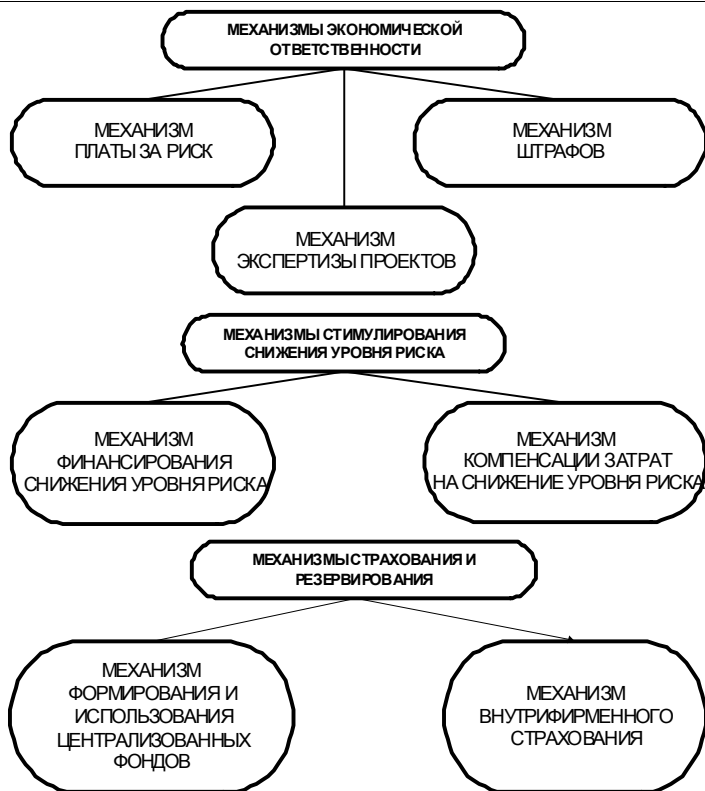 МЕХАНИЗМЫ ЭКОНОМИЧЕСКОЙ
ОТВЕТСТВЕННОСТИ
МЕХАНИЗМ
ПЛАТЫ ЗА РИСК
МЕХАНИЗМ
ШТРАФОВ
МЕХАНИЗМ
ЭКСПЕРТИЗЫ ПРОЕКТОВ
МЕХАНИЗМЫ СТИМУЛИРОВАНИЯ
СНИЖЕНИЯ УРОВНЯ РИСКА
МЕХАНИЗМ
ФИНАНСИРОВАНИЯ
СНИЖЕНИЯ УРОВНЯ РИСКА
МЕХАНИЗМ
КОМПЕНСАЦИИ ЗАТРАТ
НА СНИЖЕНИЕ УРОВНЯ РИСКА
МЕХАНИЗМЫ СТРАХОВАНИЯ И
РЕЗЕРВИРОВАНИЯ
МЕХАНИЗМ
ФОРМИРОВАНИЯ И
ИСПОЛЬЗОВАНИЯ
ЦЕНТРАЛИЗОВАННЫХ
ФОНДОВ
МЕХАНИЗМ
ВНУТРИФИРМЕННОГО
СТРАХОВАНИЯ